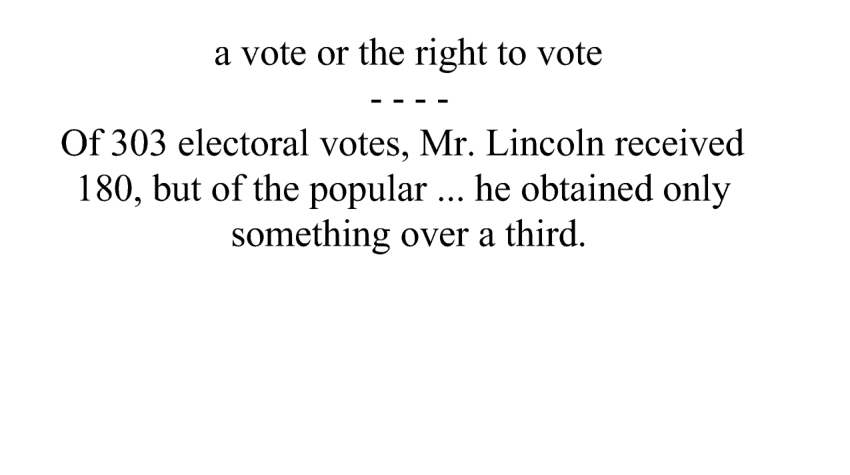 a vote or the right to vote
- - - -
Of 303 electoral votes, Mr. Lincoln received
180, but of the popular ... he obtained only
something over a third.